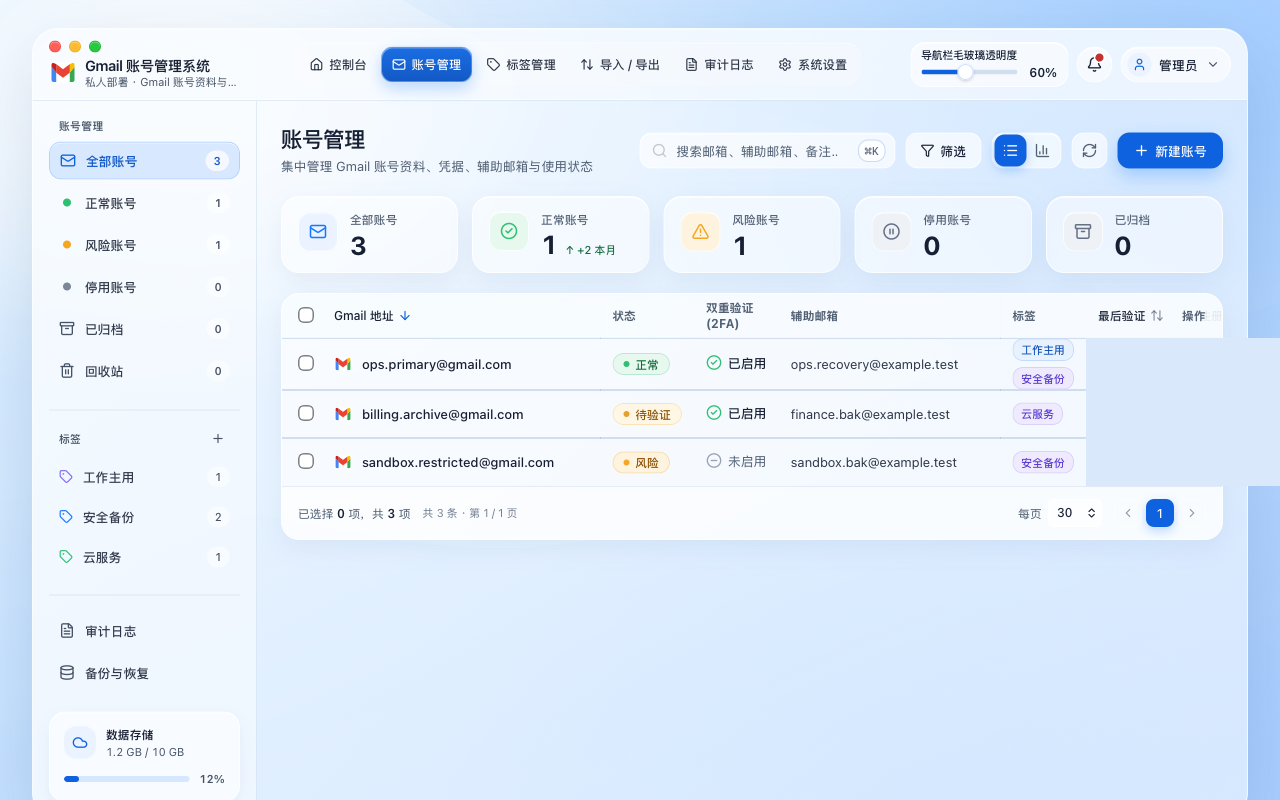 Gmail 账号管理系统
私人部署 · Gmail 账号资料与...
控制台
账号管理
标签管理
导入 / 导出
审计日志
系统设置
导航栏毛玻璃透明度
60%
管理员
账号管理
全部账号 3
正常账号 1
风险账号 1
停用账号 0
已归档 0
回收站 0
标签
工作主用 1
安全备份 2
云服务 1
审计日志
备份与恢复
数据存储
1.2 GB / 10 GB
12%
账号管理
集中管理 Gmail 账号资料、凭据、辅助邮箱与使用状态
搜索邮箱、辅助邮箱、备注..
⌘K
筛选
新建账号
全部账号
3
正常账号
1 ↑ +2 本月
风险账号
1
停用账号
0
已归档
0
Gmail 地址 ↓ 状态 双重验证 (2FA) 辅助邮箱 标签 最后验证 操作
ops.primary@gmail.com 正常 已启用 ops.recovery@example.test 工作主用 安全备份
billing.archive@gmail.com 待验证 已启用 finance.bak@example.test 云服务
sandbox.restricted@gmail.com 风险 未启用 sandbox.bak@example.test 安全备份
已选择 0 项，共 3 项 共 3 条 · 第 1 / 1 页
每页 30
1